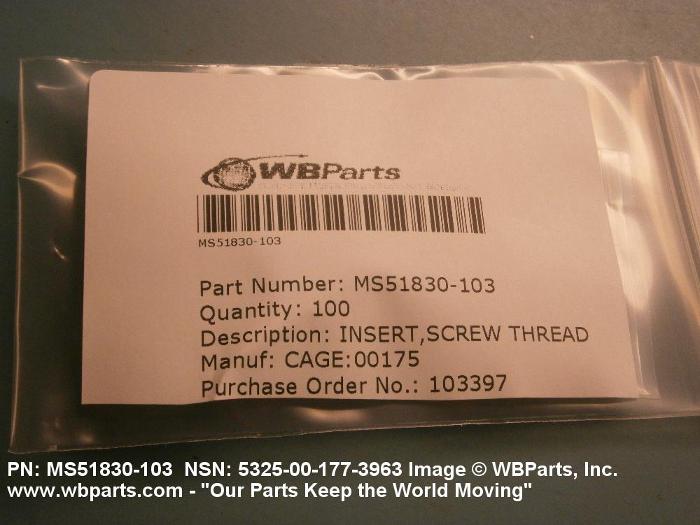 WBParts
MS51830-103
Part Number: MS51830-103
Quantity: 100
Description: INSERT,SCREW THREAD
Manuf: CAGE:00175
Purchase Order No.: 103397
PN: MS51830-103 NSN: 5325-00-177-3963 Image © WBParts, Inc.
www.wbparts.com - "Our Parts Keep the World Moving"